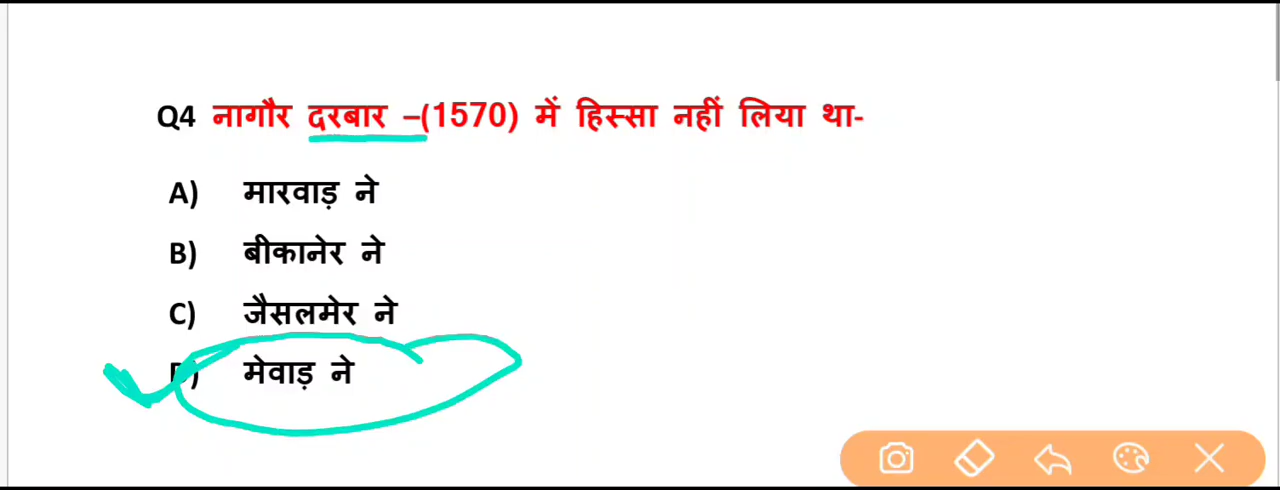 Q4 नागौर दरबार –(1570) में हिस्सा नहीं लिया था-
A) मारवाड़ ने
B) बीकानेर ने
C) जैसलमेर ने
D) मेवाड़ ने